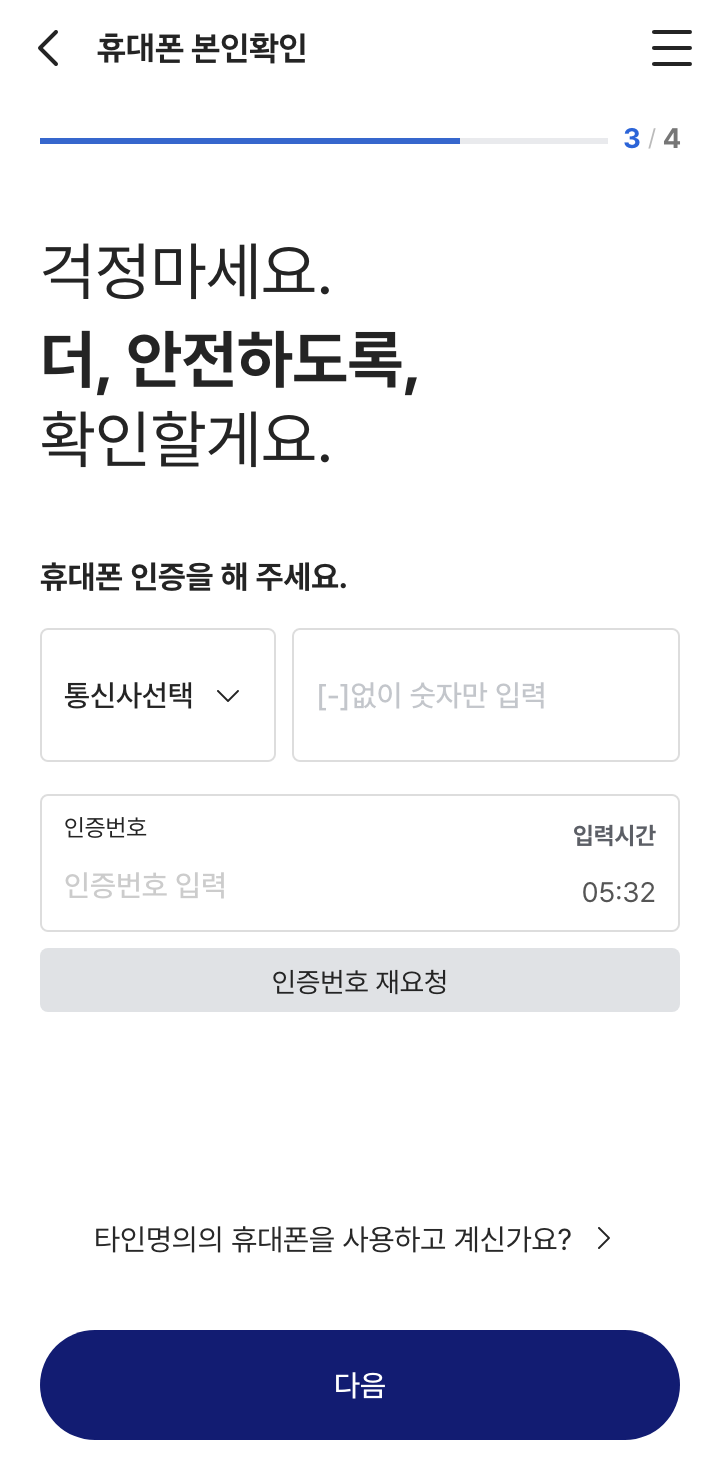 휴대폰 본인확인
3 / 4
걱정마세요.
더, 안전하도록,
확인할게요.
휴대폰 인증을 해 주세요.
통신사선택
[-]없이 숫자만 입력
인증번호
입력시간
인증번호 입력
05:32
인증번호 재요청
타인명의의 휴대폰을 사용하고 계신가요?
다음